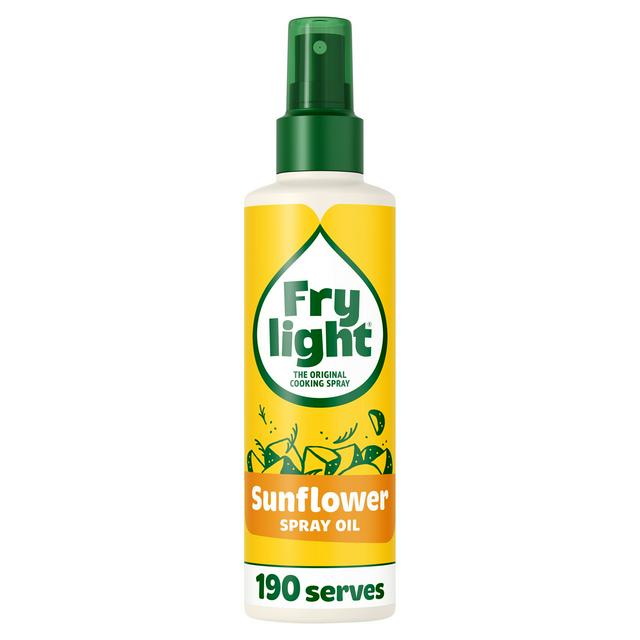 Fry
light®
THE ORIGINAL
COOKING SPRAY
Sunflower
SPRAY OIL
190 serves